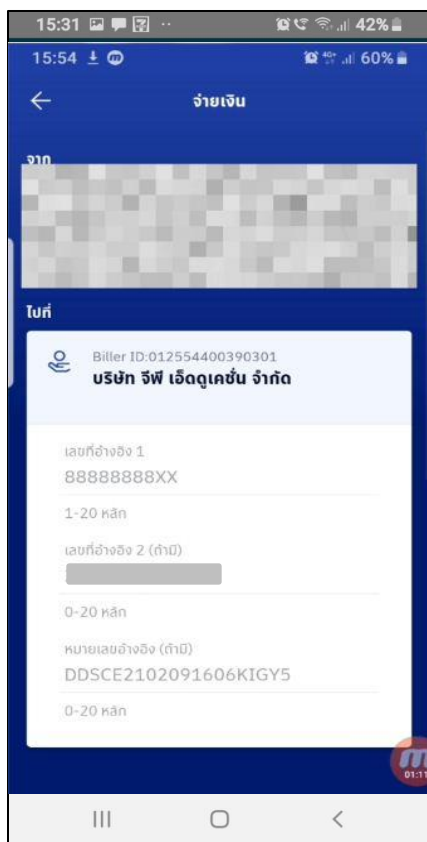 15:31 42%
15:54 40+ 60%
จ่ายเงิน
จาก
ไปที่
Biller ID:012554400390301
บริษัท จีพี เอ็ดดูเคชั่น จำกัด
เลขที่อ้างอิง 1
88888888XX
1-20 หลัก
เลขที่อ้างอิง 2 (ถ้ามี)
0-20 หลัก
หมายเลขอ้างอิง (ถ้ามี)
DDSCE2102091606KIGY5
0-20 หลัก
01:11